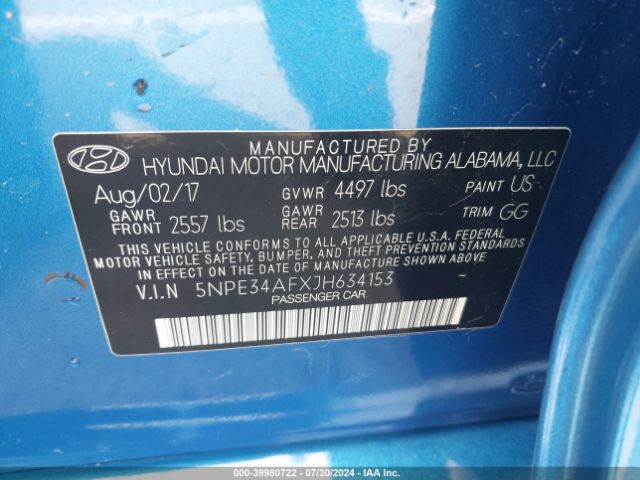 MANUFACTURED BY
HYUNDAI MOTOR MANUFACTURING ALABAMA, LLC
Aug/02/17 GVWR 4497 lbs PAINT US
GAWR FRONT 2557 lbs GAWR REAR 2513 lbs TRIM GG
THIS VEHICLE CONFORMS TO ALL APPLICABLE U.S.A. FEDERAL
MOTOR VEHICLE SAFETY, BUMPER, AND THEFT PREVENTION STANDARDS
IN EFFECT ON THE DATE OF MANUFACTURE SHOWN ABOVE.
V.I.N 5NPE34AFXJH634153
PASSENGER CAR
000-39980722 - 07/30/2024 - IAA Inc.